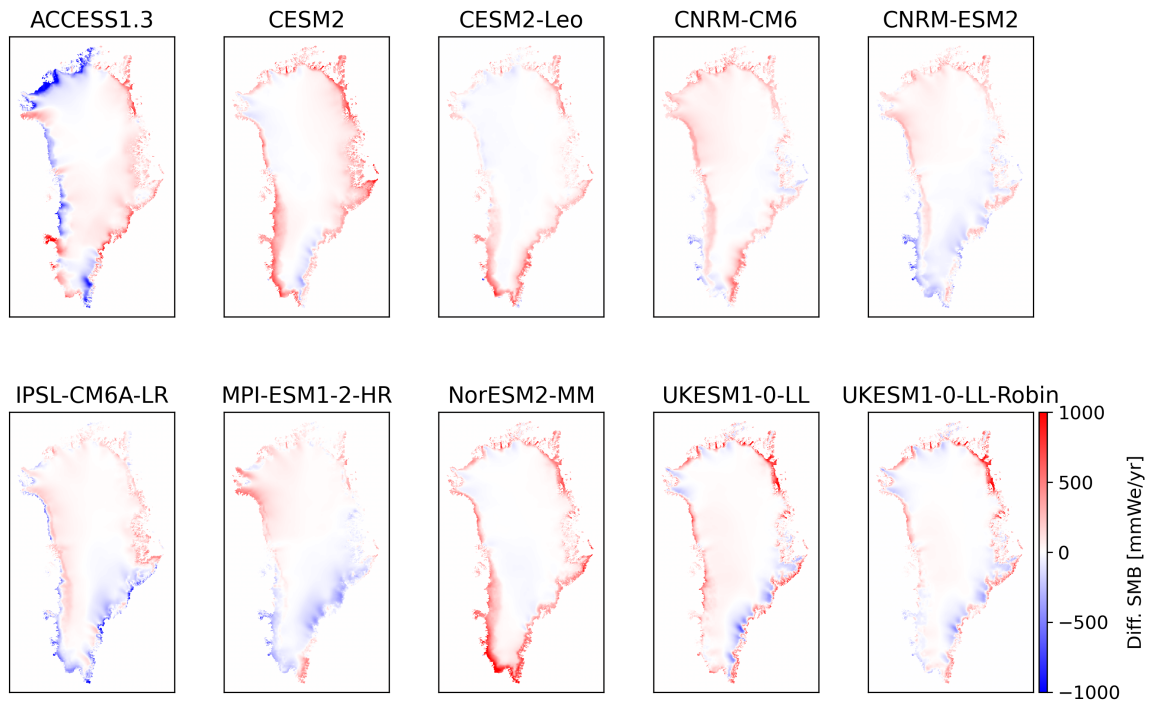 ACCESS1.3
CESM2
CESM2-Leo
CNRM-CM6
CNRM-ESM2
IPSL-CM6A-LR
MPI-ESM1-2-HR
NorESM2-MM
UKESM1-0-LL
UKESM1-0-LL-Robin
1000
500
0
−500
−1000
Diff. SMB [mmWe/yr]